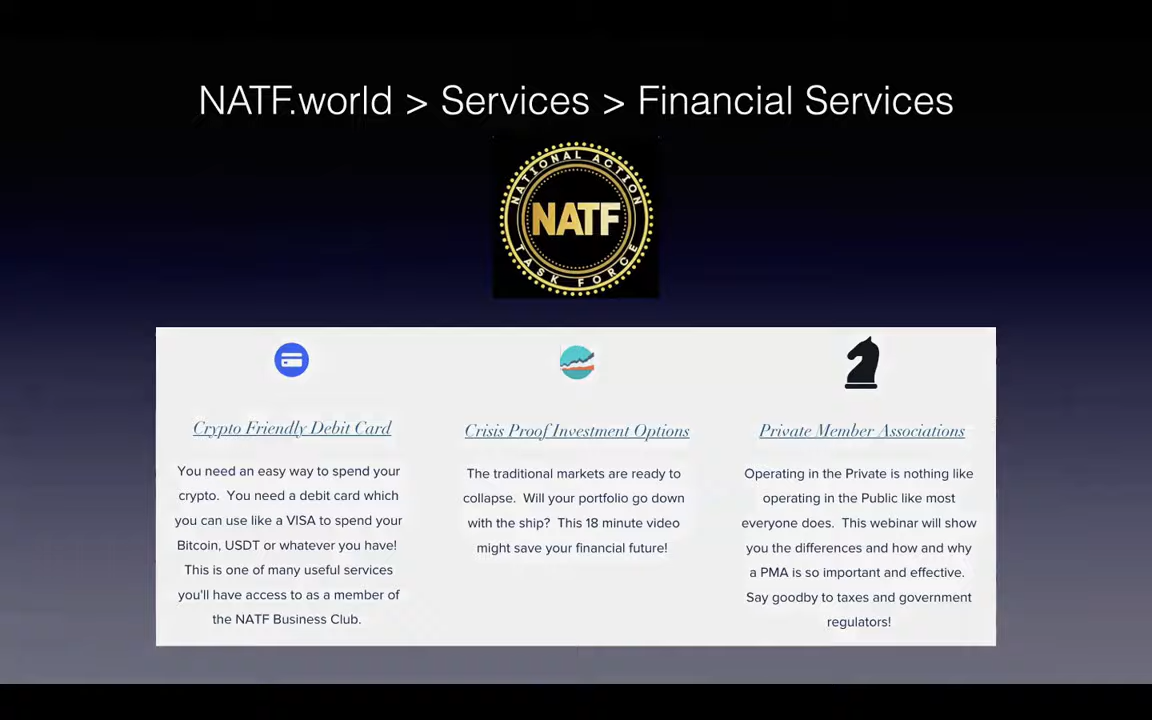 NATF.world > Services > Financial Services
NATIONAL ACTION
NATF
TASK FORCE
Crypto Friendly Debit Card
You need an easy way to spend your
crypto.  You need a debit card which
you can use like a VISA to spend your
Bitcoin, USDT or whatever you have!
This is one of many useful services
you'll have access to as a member of
the NATF Business Club.
Crisis Proof Investment Options
The traditional markets are ready to
collapse.  Will your portfolio go down
with the ship?  This 18 minute video
might save your financial future!
Private Member Associations
Operating in the Private is nothing like
operating in the Public like most
everyone does.  This webinar will show
you the differences and how and why
a PMA is so important and effective.
Say goodby to taxes and government
regulators!